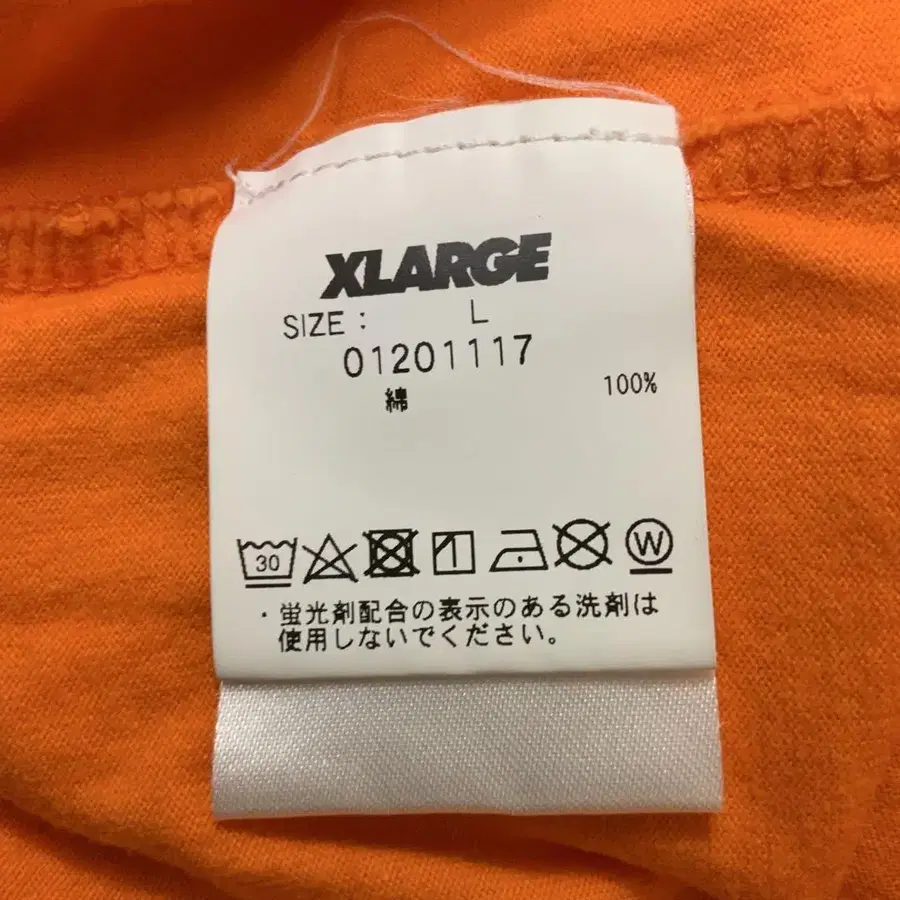 XLARGE
SIZE : L
01201117
綿 100%
30 W
・蛍光剤配合の表示のある洗剤は
使用しないでください。